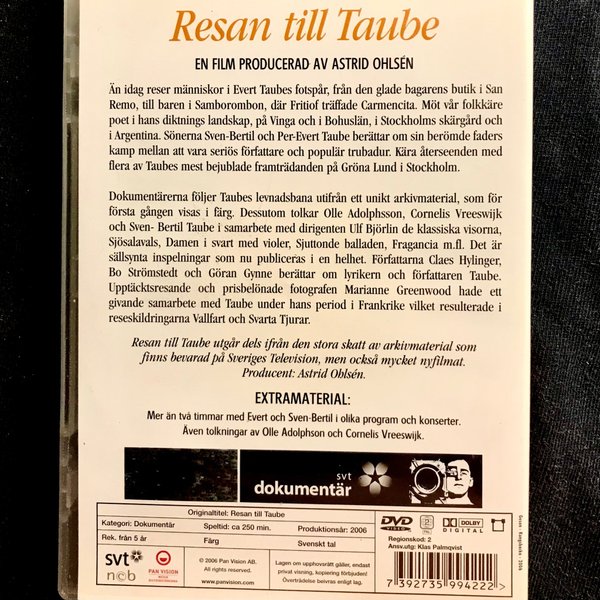 Resan till Taube
EN FILM PRODUCERAD AV ASTRID OHLSÉN
Än idag reser människor i Evert Taubes fotspår, från den glade bagarens butik i San
Remo, till baren i Samborombon, där Fritiof träffade Carmencita. Möt vår folkkäre
poet i hans diktnings landskap, på Vinga och i Bohuslän, i Stockholms skärgård och
i Argentina. Sönerna Sven-Bertil och Per-Evert Taube berättar om sin berömde faders
kamp mellan att vara seriös författare och populär trubadur. Kära återseenden med
flera av Taubes mest bejublade framträdanden på Gröna Lund i Stockholm.
Dokumentärerna följer Taubes levnadsbana utifrån ett unikt arkivmaterial, som för
första gången visas i färg. Dessutom tolkar Olle Adolphsson, Cornelis Vreeswijk
och Sven- Bertil Taube i samarbete med dirigenten Ulf Björlin de klassiska visorna,
Sjösalavals, Damen i svart med violer, Sjuttonde balladen, Fragancia m.fl. Det är
sällsynta inspelningar som nu publiceras i en helhet. Författarna Claes Hylinger,
Bo Strömstedt och Göran Gynne berättar om lyrikern och författaren Taube.
Upptäcktsresande och prisbelönade fotografen Marianne Greenwood hade ett
givande samarbete med Taube under hans period i Frankrike vilket resulterade i
reseskildringarna Vallfart och Svarta Tjurar.
Resan till Taube utgår dels ifrån den stora skatt av arkivmaterial som
finns bevarad på Sveriges Television, men också mycket nyfilmat.
Producent: Astrid Ohlsén.
EXTRAMATERIAL:
Mer än två timmar med Evert och Sven-Bertil i olika program och konserter.
Även tolkningar av Olle Adolphson och Cornelis Vreeswijk.
svt
dokumentär
Originaltitel: Resan till Taube
Kategori: Dokumentär
Speltid: ca 250 min.
Produktionsår: 2006
Rek. från 5 år
Färg
Svenskt tal
DVD
VIDEO
2
DOLBY
DIGITAL
Regionskod: 2
Ansv.utg: Klas Palmqvist
svt
ncb
PAN VISION
© 2006 Pan Vision AB.
All rights reserved.
www.panvision.com
Lagen om upphovsrätt gäller, endast
privat visning, kopiering förbjuden!
Överträdelse beivras enligt lag.
7 392735 994222 >